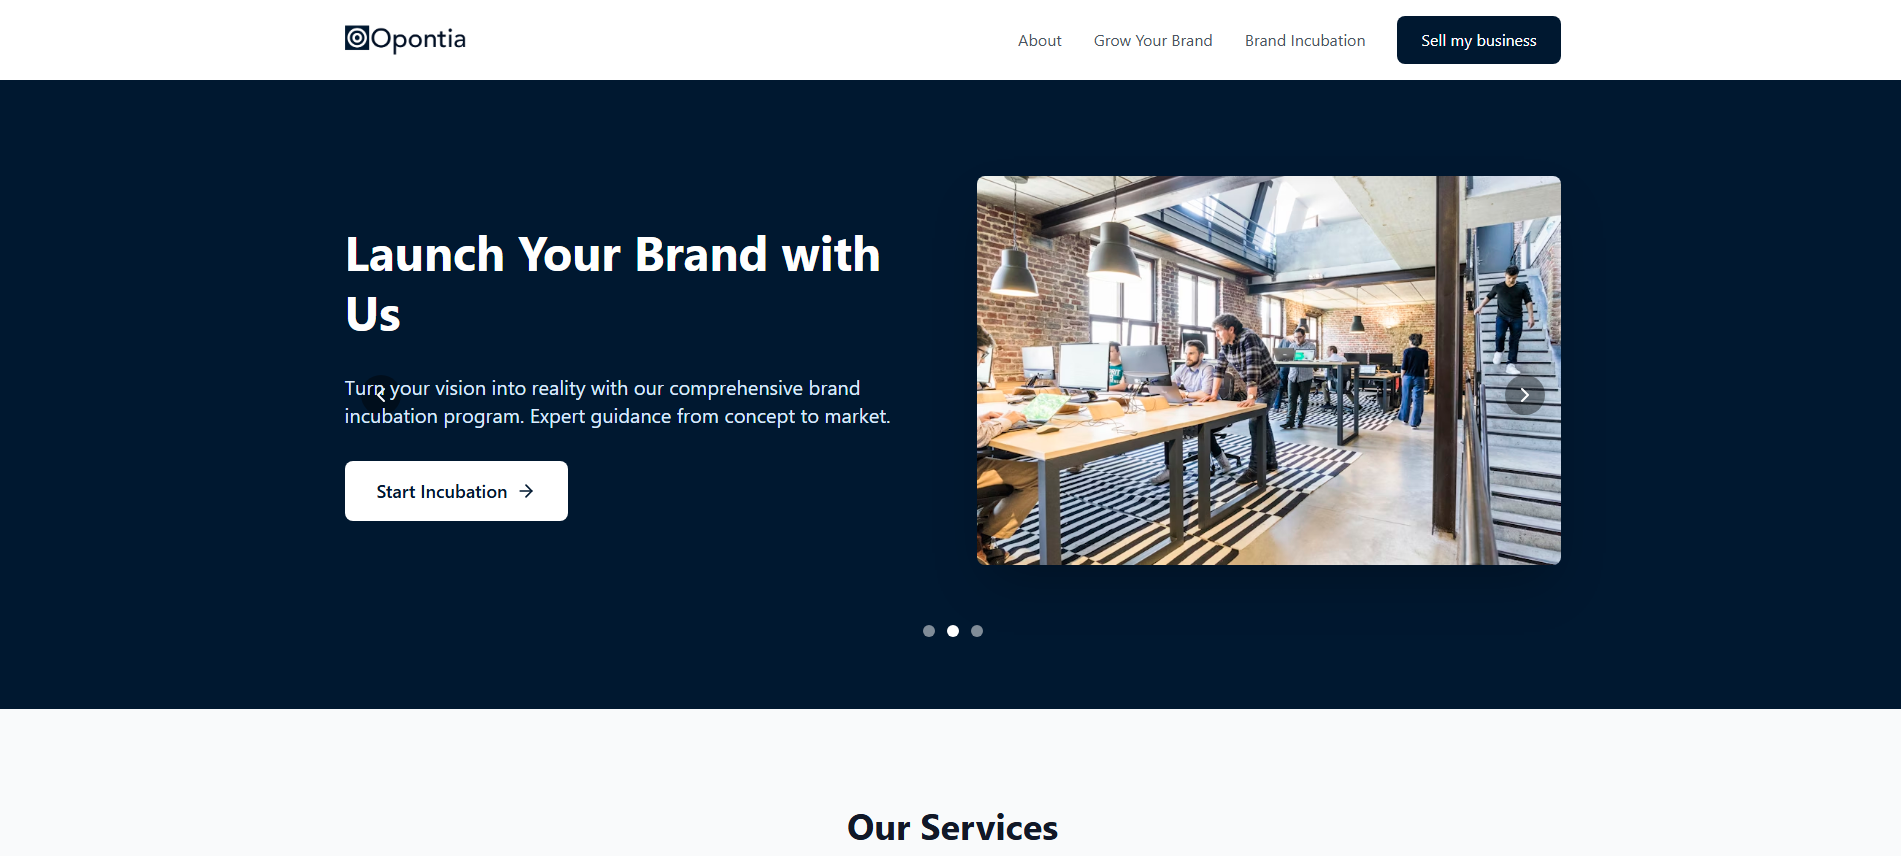 Opontia
About
Grow Your Brand
Brand Incubation
Sell my business
Launch Your Brand with
Us
Turn your vision into reality with our comprehensive brand
incubation program. Expert guidance from concept to market.
Start Incubation
Our Services